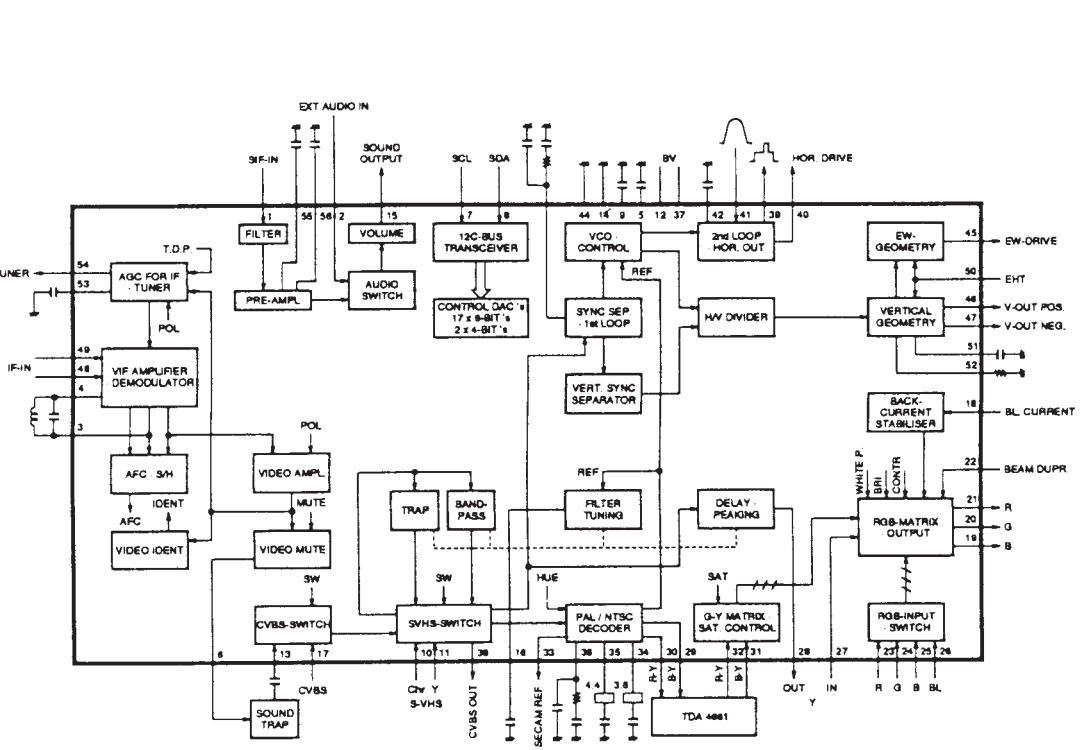 EXT AUDIO IN
SIF-IN
SOUND
OUTPUT
SCL
SDA
BV
HOR. DRIVE
1
55
56
2
15
7
8
44
14
9
5
12
37
42
41
39
40
FILTER
VOLUME
12C-BUS
TRANSCEIVER
VCO -
CONTROL
2nd LOOP
- HOR. OUT
EW-
GEOMETRY
45
EW-DRIVE
T.D.P.
UNER
54
53
AGC FOR IF
- TUNER
PRE-AMPL
AUDIO
SWITCH
REF
50
EHT
POL
CONTROL DAC 's
17 x 6-BIT 's
2 x 4-BIT 's
SYNC SEP
- 1st LOOP
H/V DIVIDER
VERTICAL
GEOMETRY
46
V-OUT POS.
47
V-OUT NEG.
49
IF-IN
48
4
3
VIF AMPLIFIER
DEMODULATOR
51
52
VERT. SYNC
SEPARATOR
BACK-
CURRENT
STABILISER
18
BL. CURRENT
POL
AFC - S/H
VIDEO AMPL
REF
WHITE P.
BRI
CONTR
22
BEAM DUPR.
AFC
IDENT
MUTE
TRAP
BAND-
PASS
FILTER
TUNING
DELAY -
PEAKING
RGB-MATRIX
- OUTPUT
21
R
20
G
19
B
VIDEO IDENT
VIDEO MUTE
SW
SW
HUE
SAT
CVBS-SWITCH
SVHS-SWITCH
PAL / NTSC
DECODER
G-Y MATRIX
SAT. CONTROL
RGB-INPUT
- SWITCH
6
13
17
10
11
38
16
33
36
35
34
30
29
32
31
28
27
23
24
25
26
CVBS
Chr
Y
S-VHS
CVBS OUT
SECAM REF
4.4
3.6
R-Y
B-Y
R-Y
B-Y
OUT
IN
Y
R
G
B
BL
SOUND
TRAP
TDA 4661